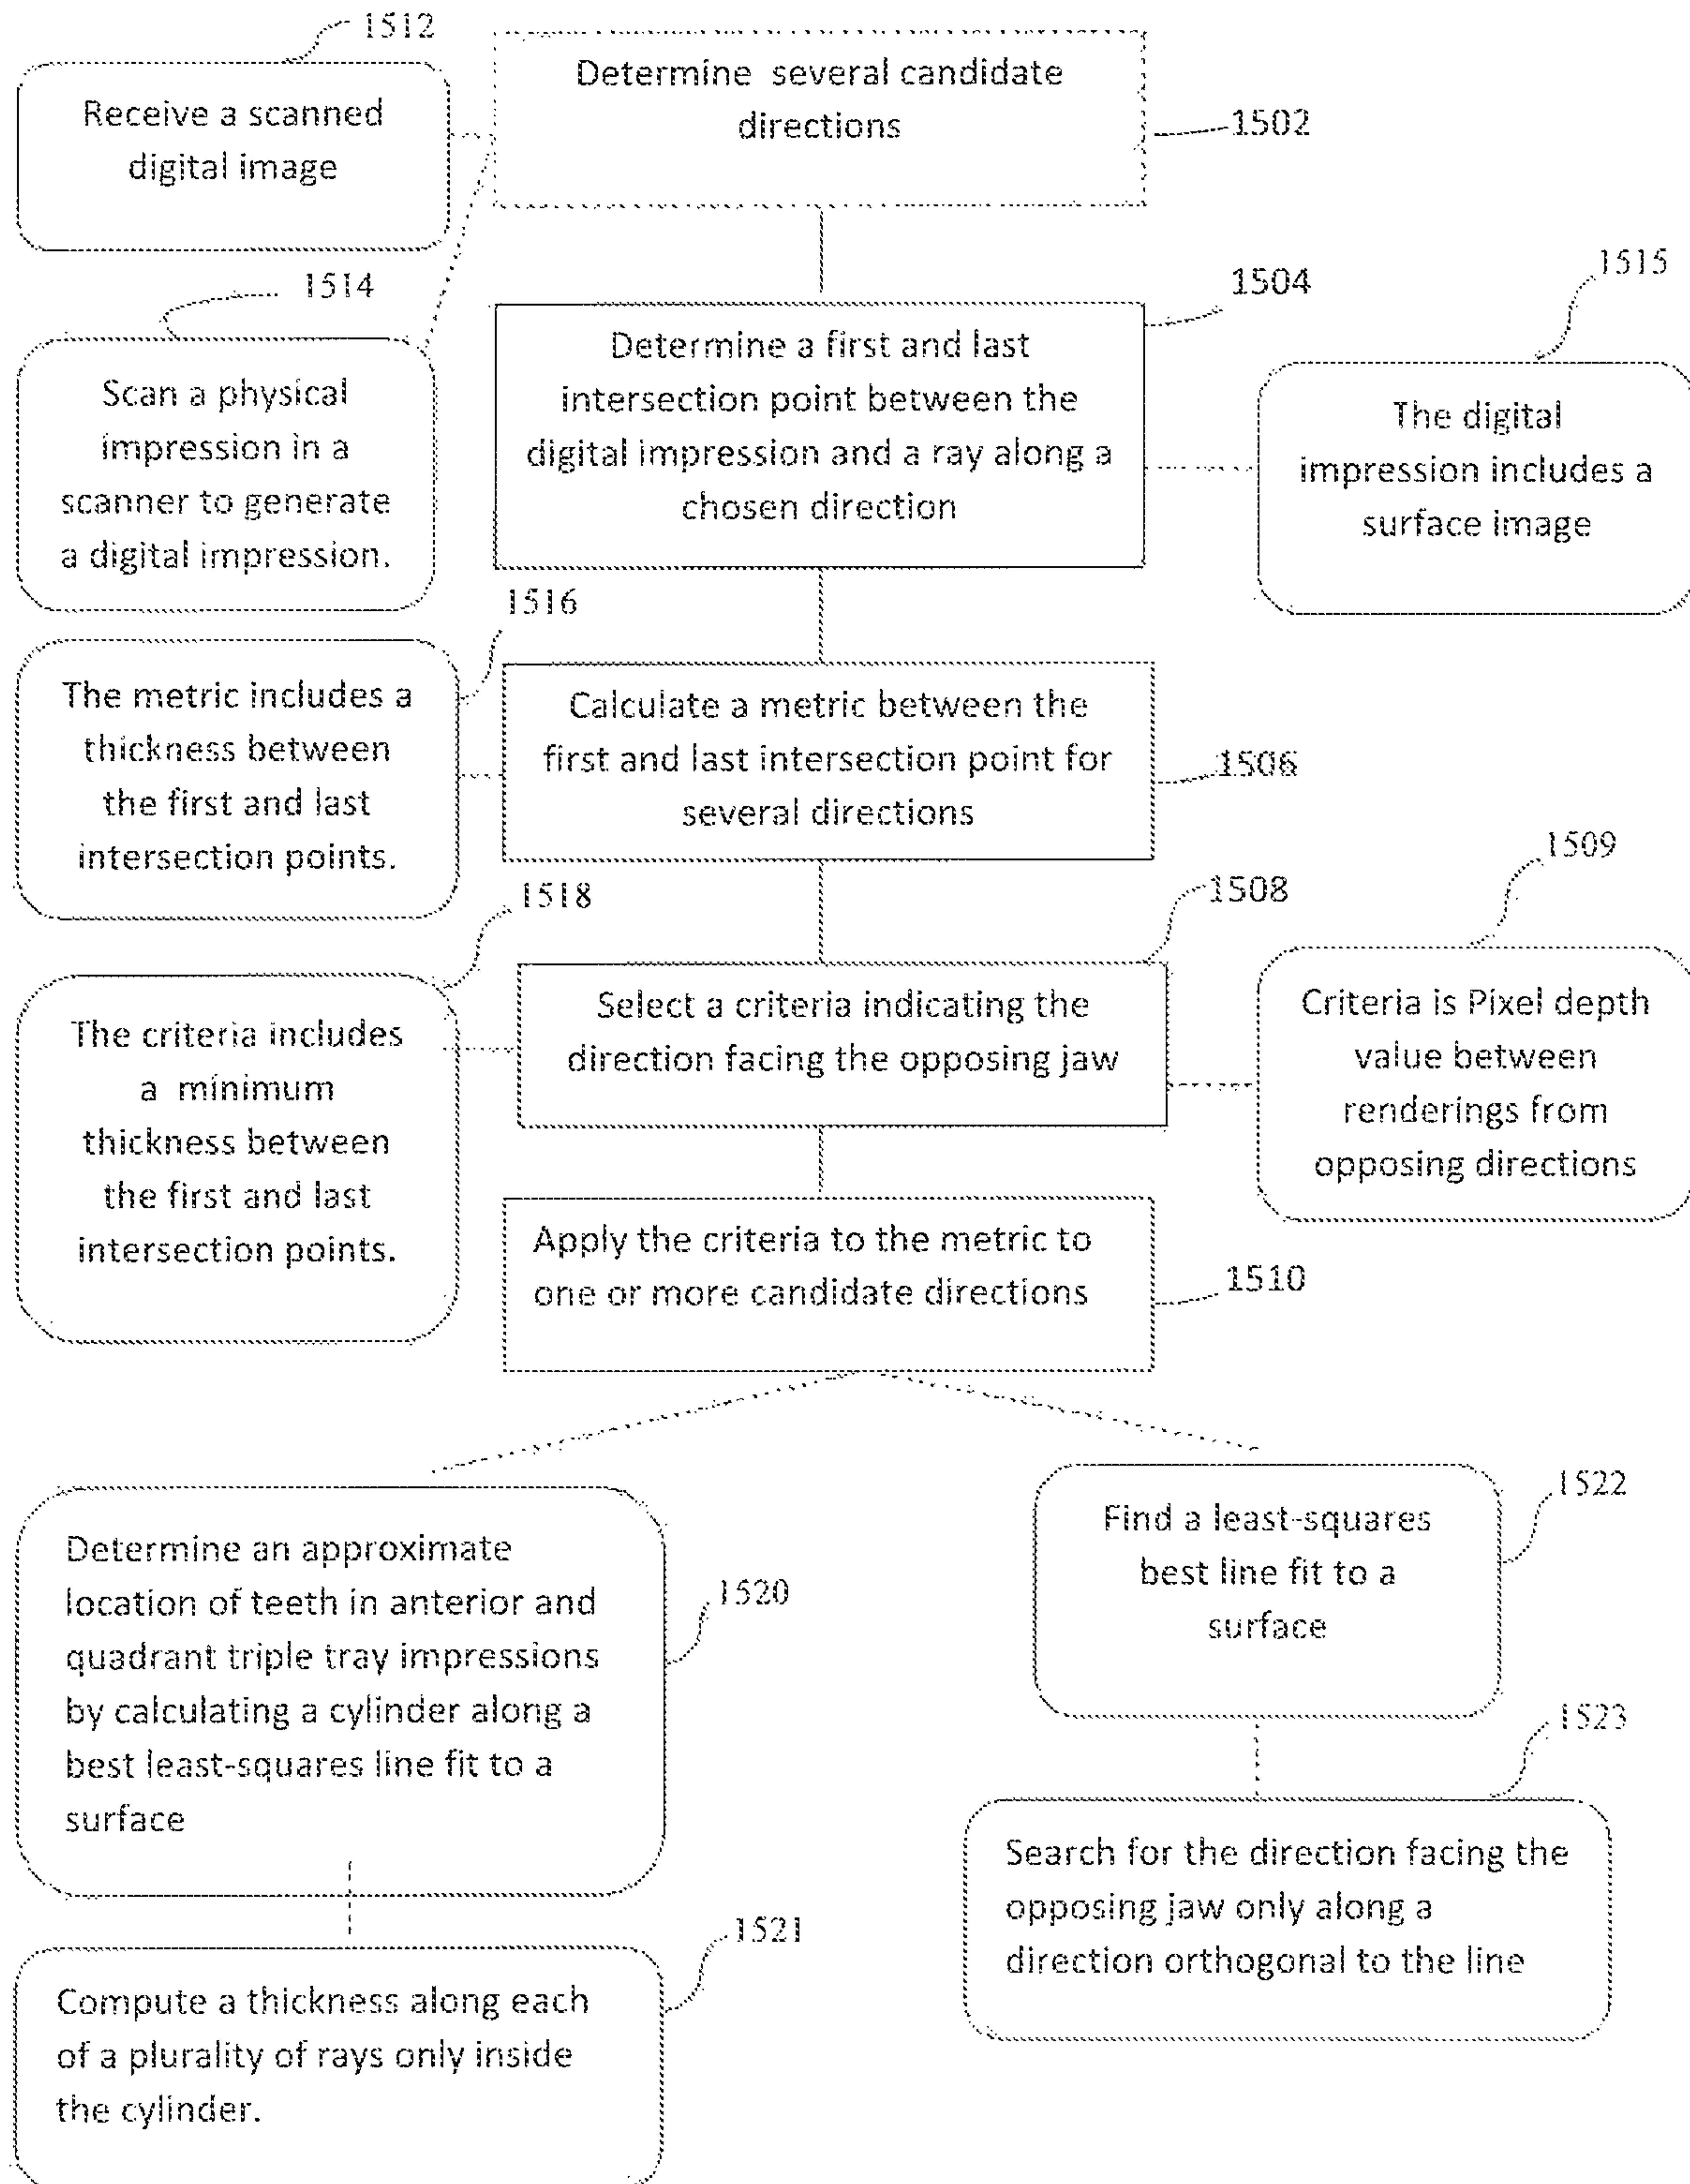 1512
Receive a scanned
digital image
Determine several candidate
directions
1502
1514
Scan a physical
impression in a
scanner to generate
a digital impression.
1504
Determine a first and last
intersection point between the
digital impression and a ray along a
chosen direction
1515
The digital
impression includes a
surface image
1516
The metric includes a
thickness between
the first and last
intersection points.
Calculate a metric between the
first and last intersection point for
several directions
1506
1518
The criteria includes
a minimum
thickness between
the first and last
intersection points.
1508
Select a criteria indicating the
direction facing the opposing jaw
1509
Criteria is Pixel depth
value between
renderings from
opposing directions
Apply the criteria to the metric to
one or more candidate directions
1510
Determine an approximate
location of teeth in anterior and
quadrant triple tray impressions
by calculating a cylinder along a
best least-squares line fit to a
surface
1520
Find a least-squares
best line fit to a
surface
1522
1523
Search for the direction facing the
opposing jaw only along a
direction orthogonal to the line
1521
Compute a thickness along each
of a plurality of rays only inside
the cylinder.